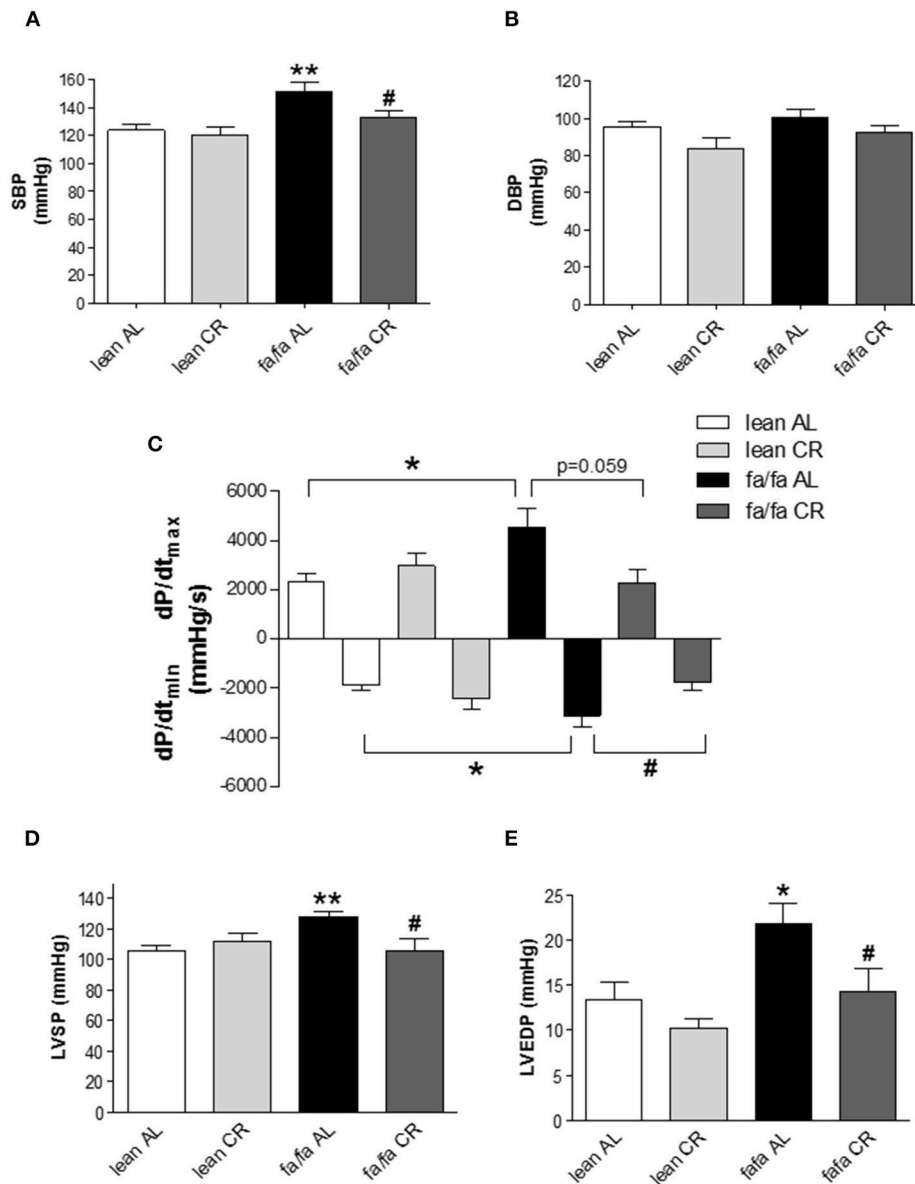 A
**
#
160
140
120
100
80
60
40
20
0
SBP
(mmHg)
lean AL
lean CR
fa/fa AL
fa/fa CR
B
120
100
80
60
40
20
0
DBP
(mmHg)
lean AL
lean CR
fa/fa AL
fa/fa CR
C
lean AL
lean CR
fa/fa AL
fa/fa CR
*
p=0.059
6000
4000
2000
0
-2000
-4000
-6000
dP/dtmin dP/dtmax
(mmHg/s)
*
#
D
**
#
140
120
100
80
60
40
20
0
LVSP (mmHg)
lean AL
lean CR
fa/fa AL
fa/fa CR
E
*
#
25
20
15
10
5
0
LVEDP (mmHg)
lean AL
lean CR
fafa AL
fafa CR